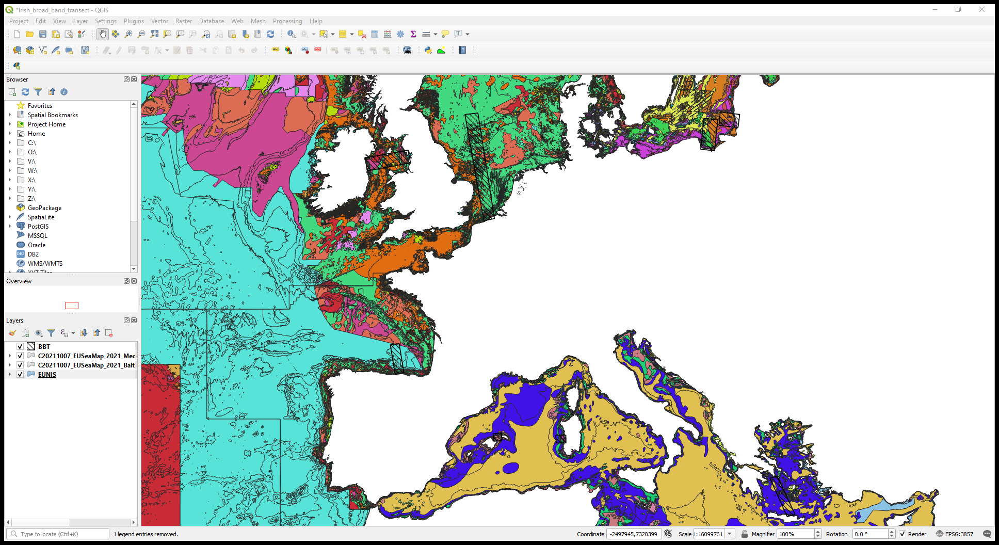 *Irish_broad_band_transect - QGIS
Project Edit View Layer Settings Plugins Vector Raster Database Web Mesh Processing Help
Browser
Favorites
Spatial Bookmarks
Project Home
Home
C:\
O:\
V:\
W:\
X:\
Y:\
Z:\
GeoPackage
SpatiaLite
PostGIS
MSSQL
Oracle
DB2
WMS/WMTS
XYZ Tiles
Overview
Layers
BBT
C20211007_EUSeaMap_2021_Medi
C20211007_EUSeaMap_2021_Balt
EUNIS
Type to locate (Ctrl+K) 1 legend entries removed. Coordinate -2497945,7320399 Scale 1:16099761 Magnifier 100% Rotation 0.0 ° Render EPSG:3857